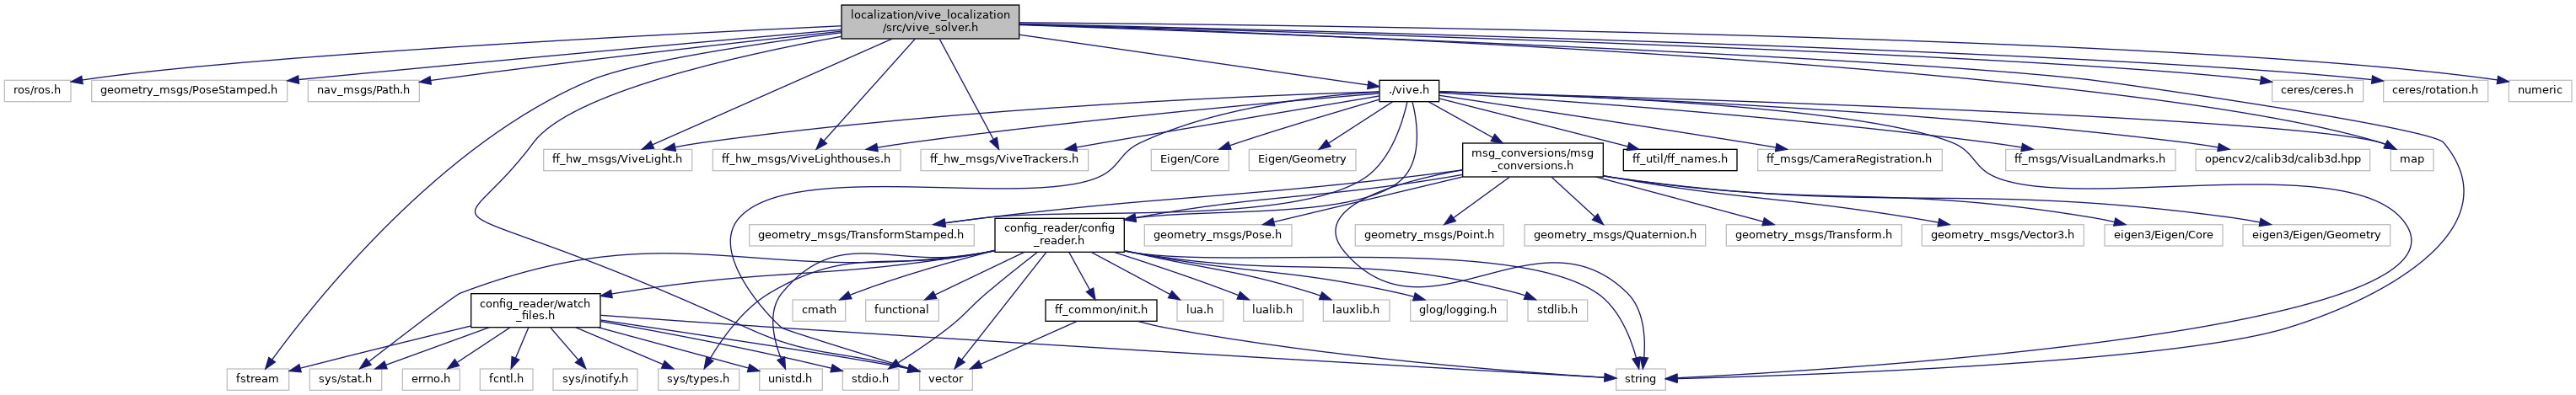 localization/vive_localization
/src/vive_solver.h
ros/ros.h
geometry_msgs/PoseStamped.h
nav_msgs/Path.h
./vive.h
ceres/ceres.h
ceres/rotation.h
numeric
ff_hw_msgs/ViveLight.h
ff_hw_msgs/ViveLighthouses.h
ff_hw_msgs/ViveTrackers.h
Eigen/Core
Eigen/Geometry
msg_conversions/msg
_conversions.h
ff_util/ff_names.h
ff_msgs/CameraRegistration.h
ff_msgs/VisualLandmarks.h
opencv2/calib3d/calib3d.hpp
map
geometry_msgs/TransformStamped.h
config_reader/config
_reader.h
geometry_msgs/Pose.h
geometry_msgs/Point.h
geometry_msgs/Quaternion.h
geometry_msgs/Transform.h
geometry_msgs/Vector3.h
eigen3/Eigen/Core
eigen3/Eigen/Geometry
config_reader/watch
_files.h
cmath
functional
ff_common/init.h
lua.h
lualib.h
lauxlib.h
glog/logging.h
stdlib.h
fstream
sys/stat.h
errno.h
fcntl.h
sys/inotify.h
sys/types.h
unistd.h
stdio.h
vector
string